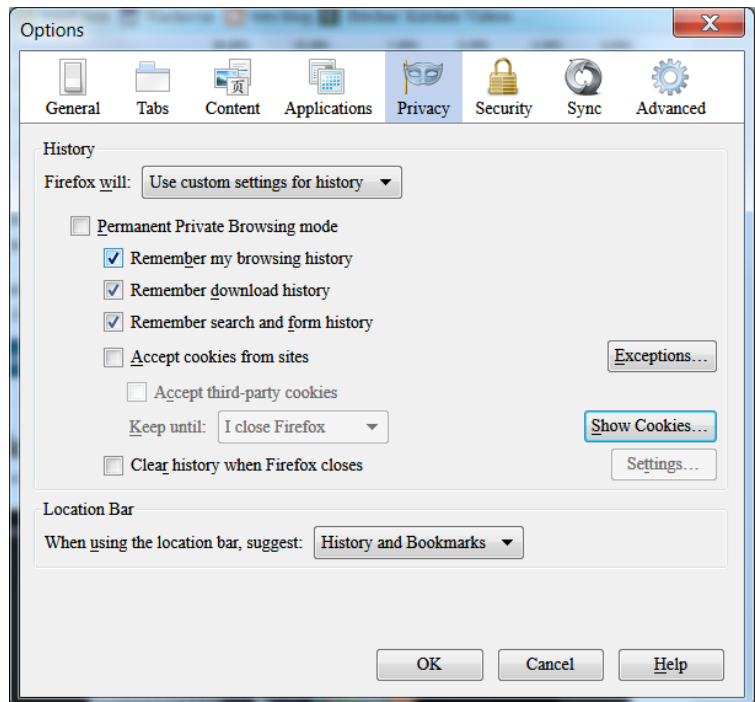 Options
General Tabs Content Applications Privacy Security Sync Advanced
History
Firefox will: Use custom settings for history
Permanent Private Browsing mode
Remember my browsing history
Remember download history
Remember search and form history
Accept cookies from sites Exceptions...
Accept third-party cookies
Keep until: I close Firefox Show Cookies...
Clear history when Firefox closes Settings...
Location Bar
When using the location bar, suggest: History and Bookmarks
OK Cancel Help